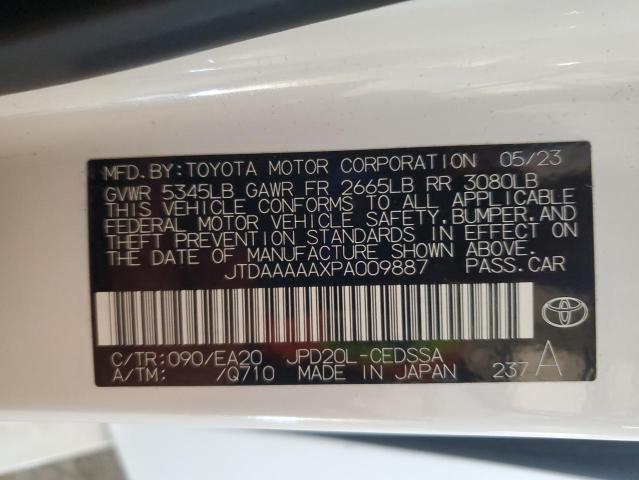 MFD.BY:TOYOTA MOTOR CORPORATION 05/23
GVWR 5345LB GAWR FR 2665LB RR 3080LB
THIS VEHICLE CONFORMS TO ALL APPLICABLE
FEDERAL MOTOR VEHICLE SAFETY,BUMPER,AND
THEFT PREVENTION STANDARDS IN EFFECT ON
THE DATE OF MANUFACTURE SHOWN ABOVE.
JTDAAAAAXPA009887 PASS.CAR
C/TR:090/EA20 JPD20L-CEDSSA
A/TM: /Q710 MADE IN JAPAN 237 A